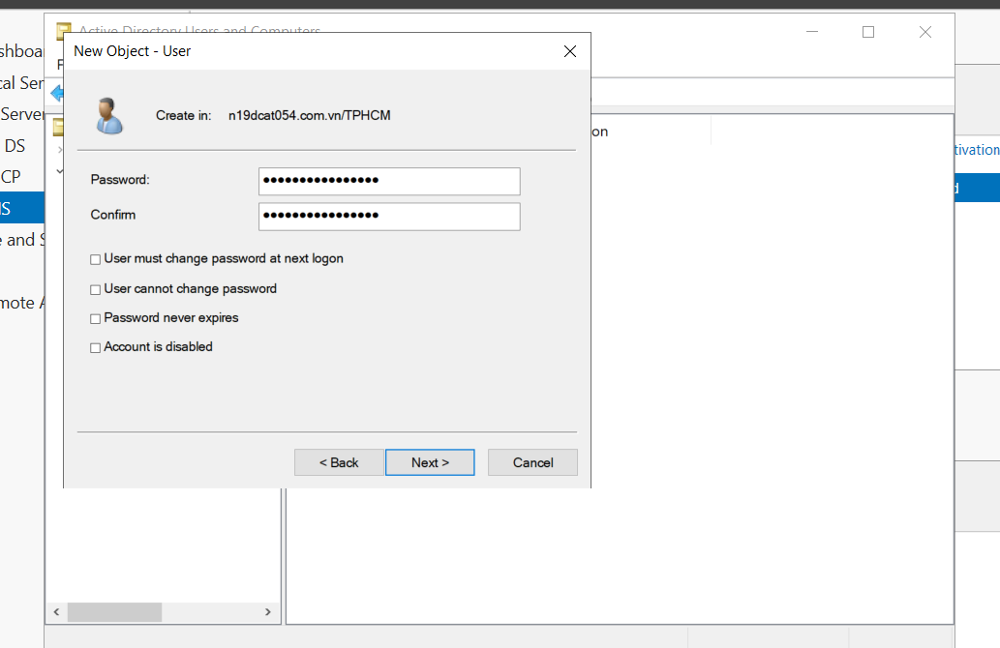 Active Directory Users and Computers
New Object - User
Create in: n19dcat054.com.vn/TPHCM
Password: ●●●●●●●●●●●●●●●●
Confirm ●●●●●●●●●●●●●●●●
User must change password at next logon
User cannot change password
Password never expires
Account is disabled
< Back
Next >
Cancel
shboa
F
cal Ser
Server
DS
CP
IS
e and S
mote A
on
tivation
d